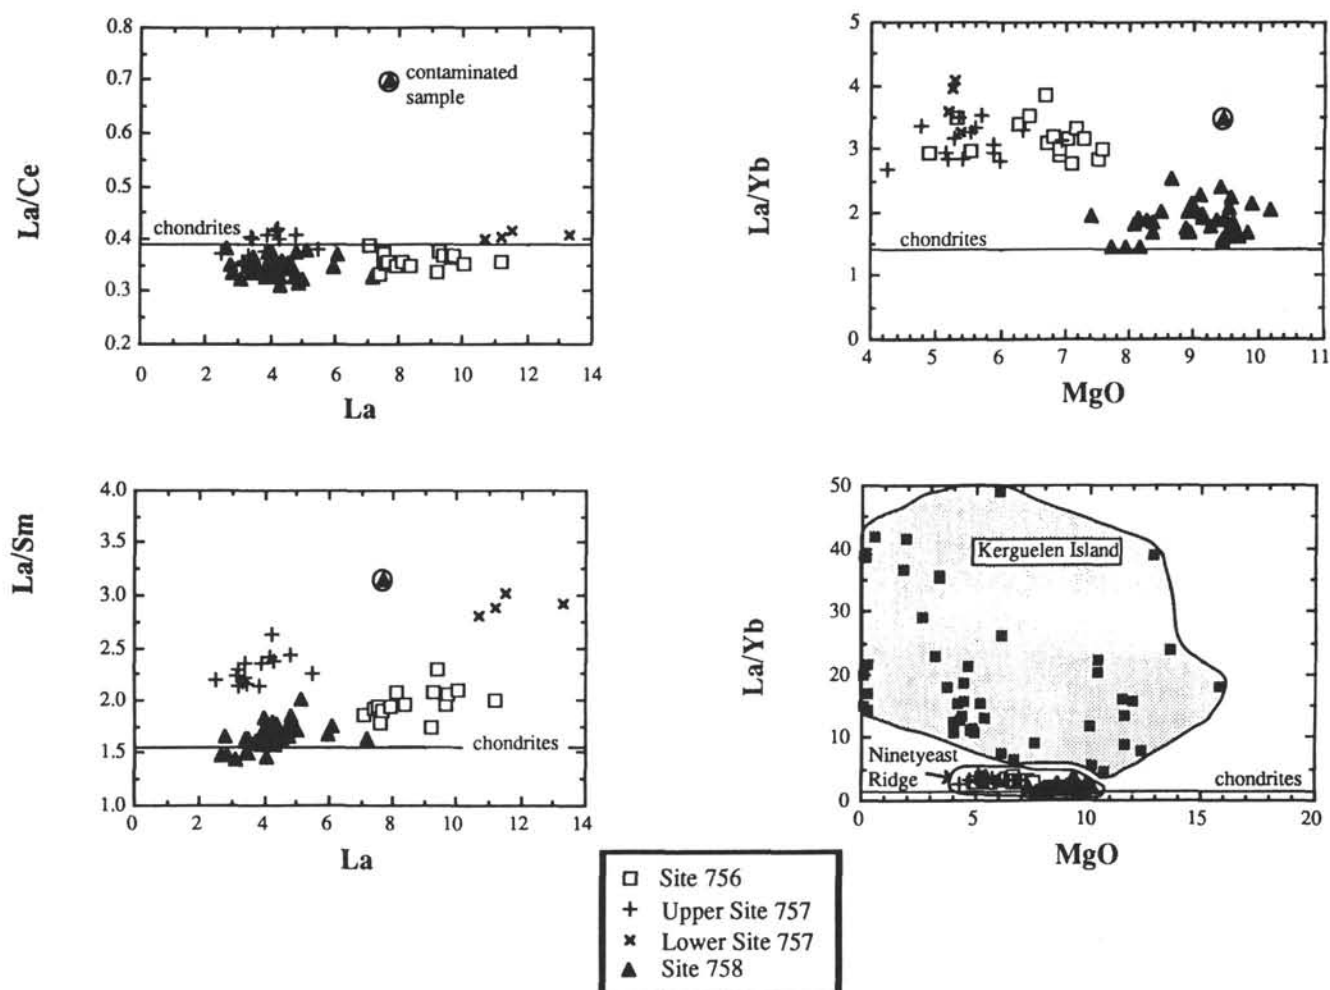 0.8
0.7
0.6
0.5
0.4
0.3
0.2
La/Ce
contaminated
sample
chondrites
0 2 4 6 8 10 12 14
La
5
4
3
2
1
0
La/Yb
chondrites
4 5 6 7 8 9 10 11
MgO
4.0
3.5
3.0
2.5
2.0
1.5
1.0
La/Sm
chondrites
0 2 4 6 8 10 12 14
La
50
40
30
20
10
0
La/Yb
Kerguelen Island
Ninetyeast
Ridge
chondrites
0 5 10 15 20
MgO
Site 756
Upper Site 757
Lower Site 757
Site 758